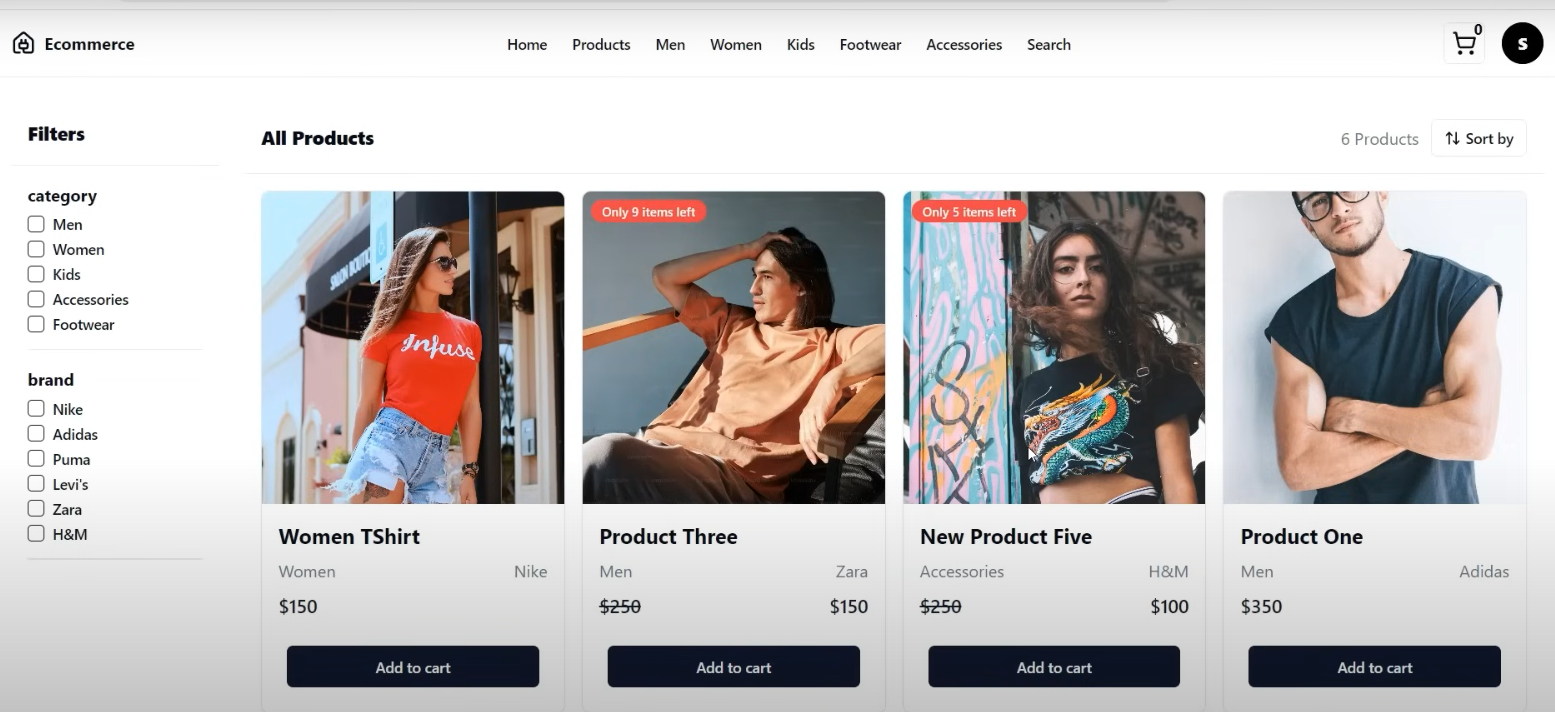 Ecommerce
Home Products Men Women Kids Footwear Accessories Search
0
S
Filters
category
Men
Women
Kids
Accessories
Footwear
brand
Nike
Adidas
Puma
Levi's
Zara
H&M
All Products
6 Products
Sort by
Infuse
Women TShirt
Women Nike
$150
Add to cart
Only 9 items left
Product Three
Men Zara
$250 $150
Add to cart
Only 5 items left
New Product Five
Accessories H&M
$250 $100
Add to cart
Product One
Men Adidas
$350
Add to cart